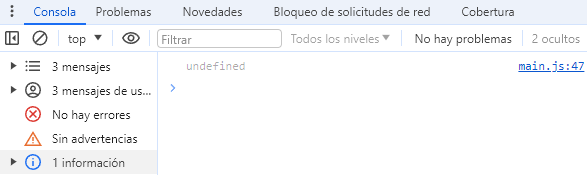 Consola Problemas Novedades Bloqueo de solicitudes de red Cobertura
top Filtrar Todos los niveles No hay problemas 2 ocultos
3 mensajes
undefined main.js:47
3 mensajes de us...
No hay errores
Sin advertencias
1 información